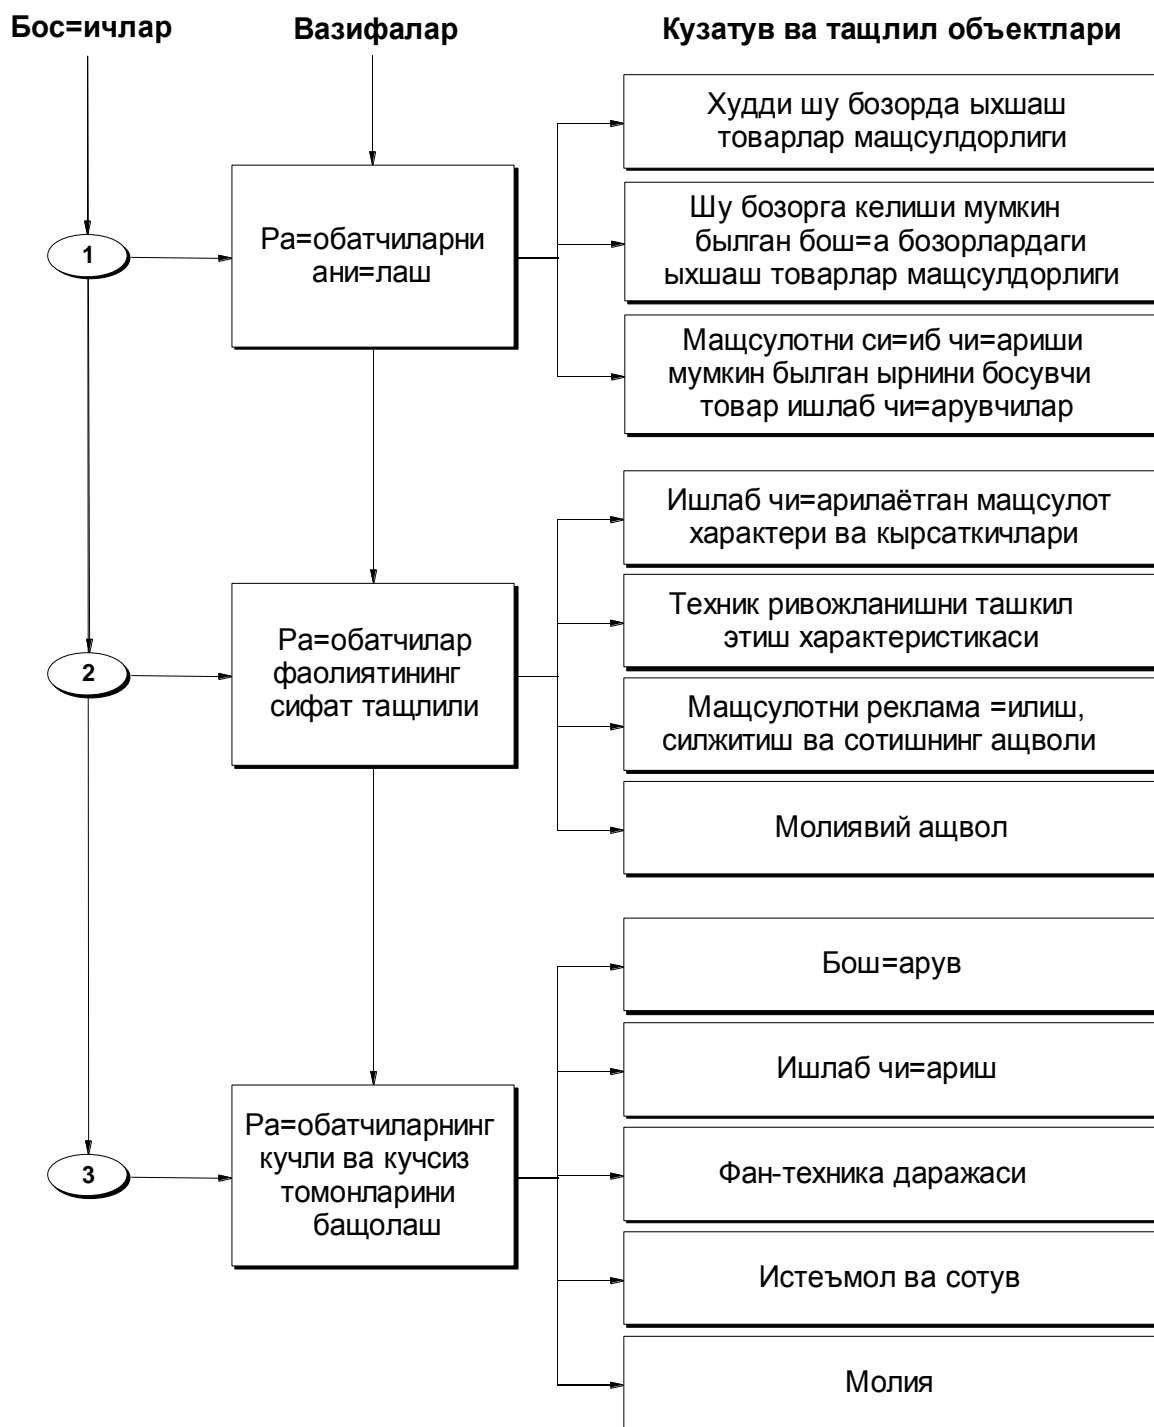 Бос=ичлар
Вазифалар
Кузатув ва тащлил объектлари
1
Ра=обатчиларни
ани=лаш
Худди шу бозорда ыхшаш
товарлар мащсулдорлиги
Шу бозорга келиши мумкин
былган бош=а бозорлардаги
ыхшаш товарлар мащсулдорлиги
Мащсулотни си=иб чи=ариши
мумкин былган ырнини босувчи
товар ишлаб чи=арувчилар
2
Ра=обатчилар
фаолиятининг
сифат тащлили
Ишлаб чи=арилаётган мащсулот
характери ва кырсаткичлари
Техник ривожланишни ташкил
этиш характеристикаси
Мащсулотни реклама =илиш,
силжитиш ва сотишнинг ащволи
Молиявий ащвол
3
Ра=обатчиларнинг
кучли ва кучсиз
томонларини
бащолаш
Бош=арув
Ишлаб чи=ариш
Фан-техника даражаси
Истеъмол ва сотув
Молия